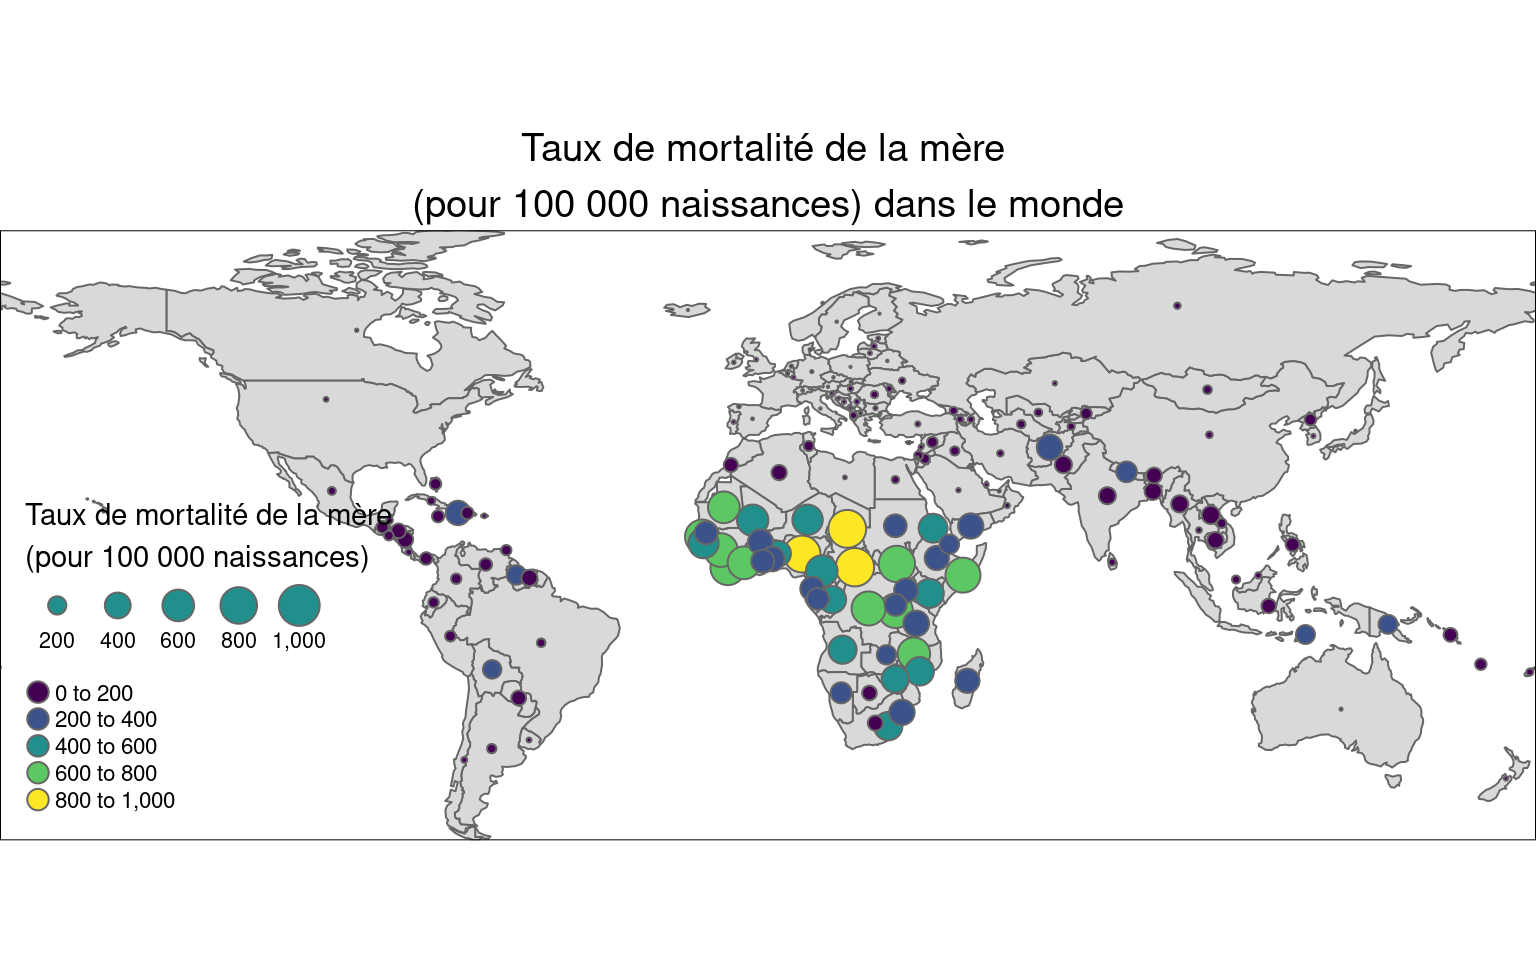 Taux de mortalité de la mère
(pour 100 000 naissances) dans le monde
Taux de mortalité de la mère
(pour 100 000 naissances)
200 400 600 800 1,000
0 to 200
200 to 400
400 to 600
600 to 800
800 to 1,000